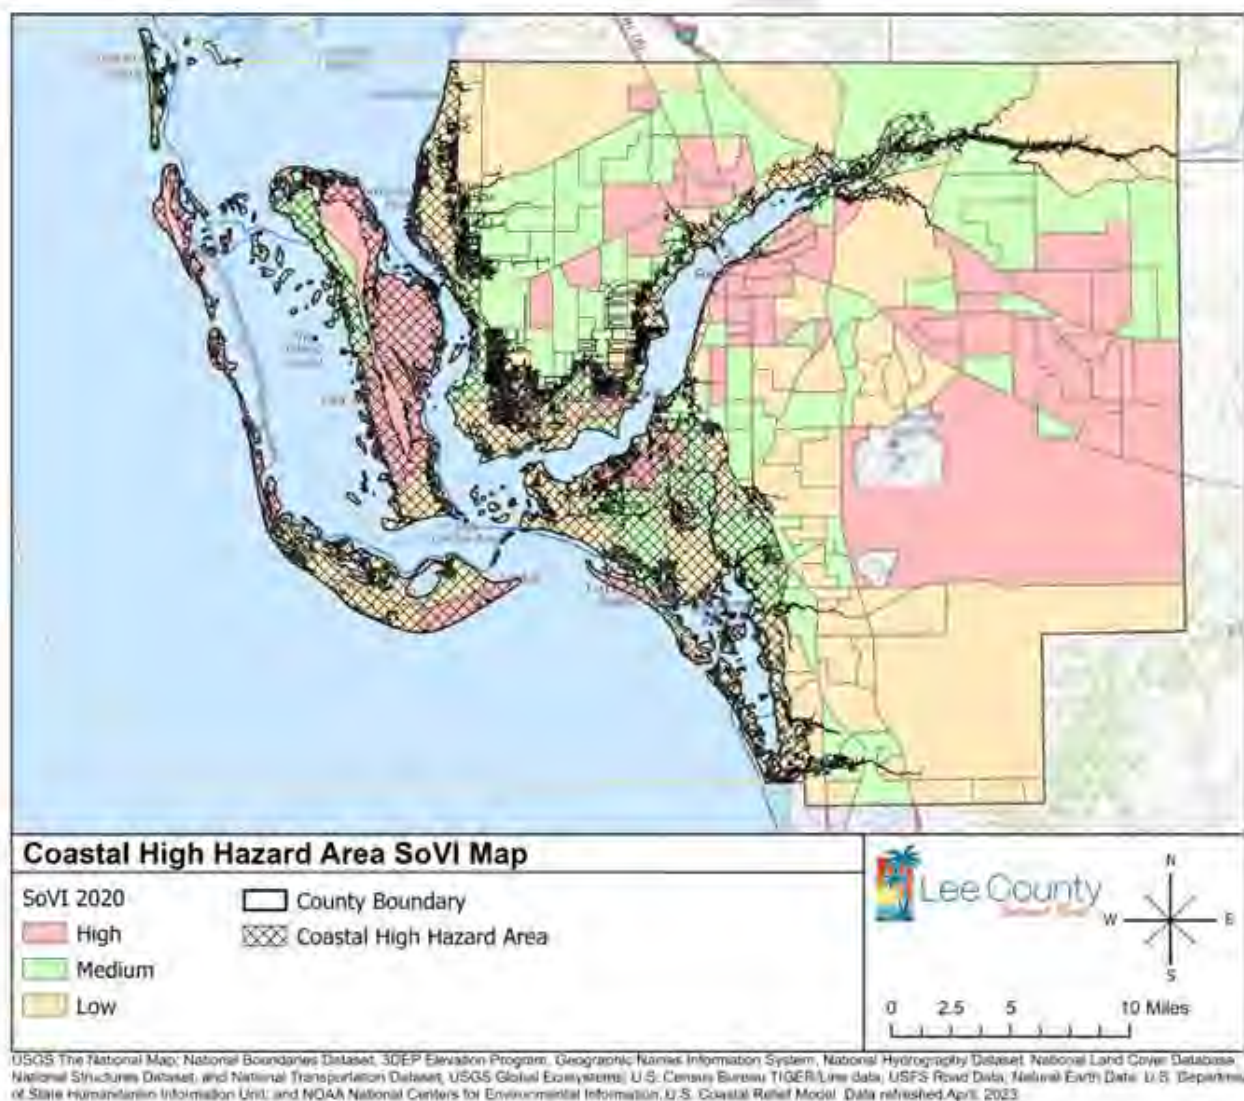 Coastal High Hazard Area SoVI Map
SoVI 2020
High
Medium
Low
County Boundary
Coastal High Hazard Area
Lee County
N
W
E
S
0 2.5 5 10 Miles
USGS The National Map: National Boundaries Dataset, 3DEP Elevation Program, Geographic Names Information System, National Hydrography Dataset, National Land Cover Database,
National Structures Dataset, and National Transportation Dataset; USGS Global Ecosystems; U.S. Census Bureau TIGER/Line data; USFS Road Data; Natural Earth Data; U.S. Departme
of State Humanitarian Information Unit; and NOAA National Centers for Environmental Information, U.S. Coastal Relief Model. Data refreshed April, 2023.